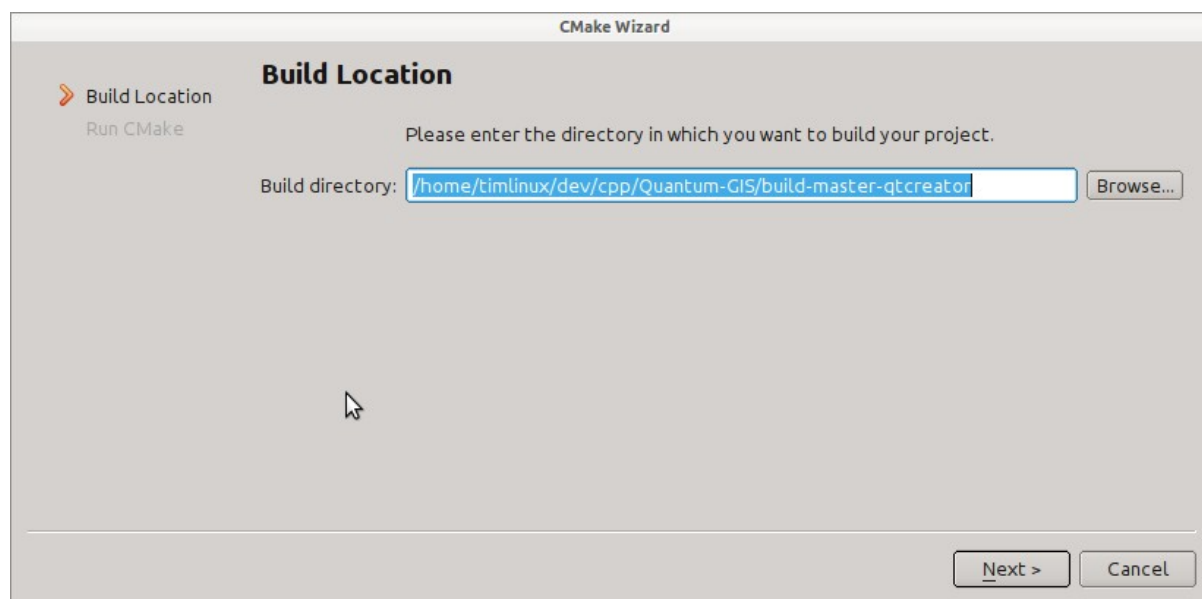 CMake Wizard
Build Location
Run CMake
Build Location
Please enter the directory in which you want to build your project.
Build directory: /home/timlinux/dev/cpp/Quantum-GIS/build-master-qtcreator Browse...
Next > Cancel